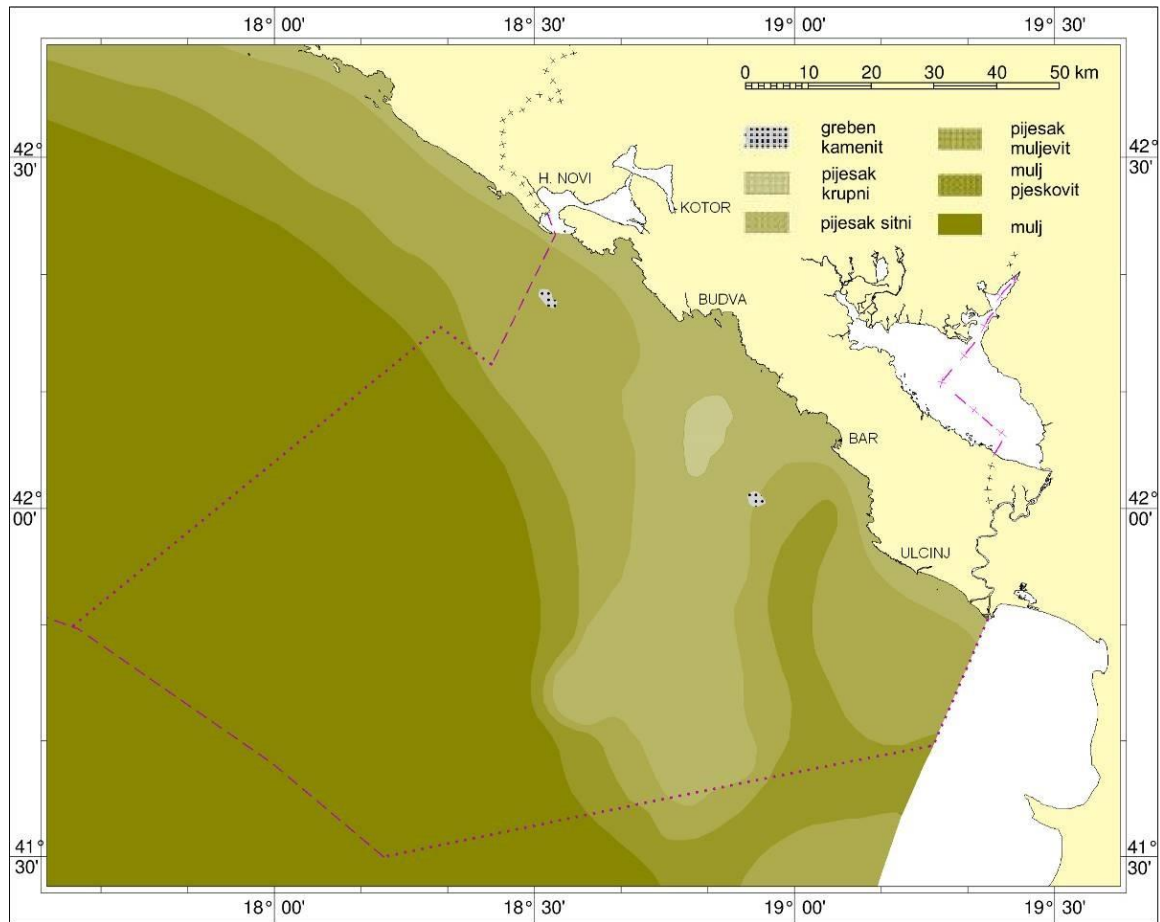 18° 00'
18° 30'
19° 00'
19° 30'
0 10 20 30 40 50 km
greben
kamenit
pijesak
krupni
pijesak sitni
pijesak
muljevit
mulj
pjeskovit
mulj
42°
30'
42°
30'
H. NOVI
KOTOR
BUDVA
BAR
42°
00'
42°
00'
ULCINJ
41°
30'
41°
30'
18° 00'
18° 30'
19° 00'
19° 30'